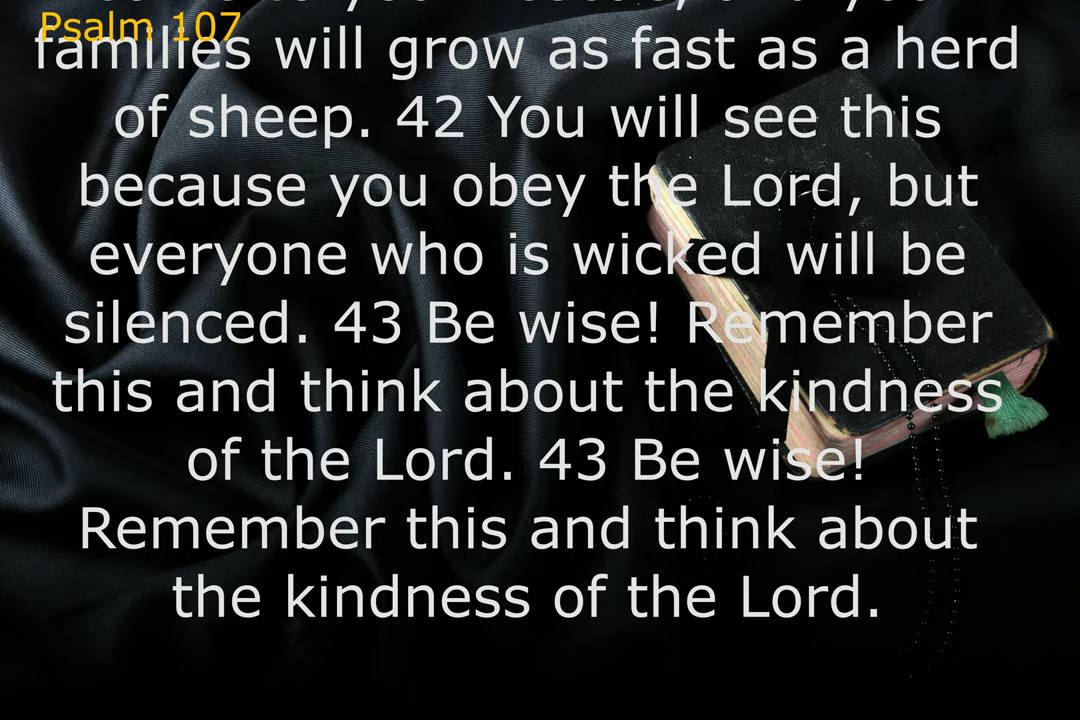 Psalm 107
families will grow as fast as a herd
of sheep. 42 You will see this
because you obey the Lord, but
everyone who is wicked will be
silenced. 43 Be wise! Remember
this and think about the kindness
of the Lord. 43 Be wise!
Remember this and think about
the kindness of the Lord.